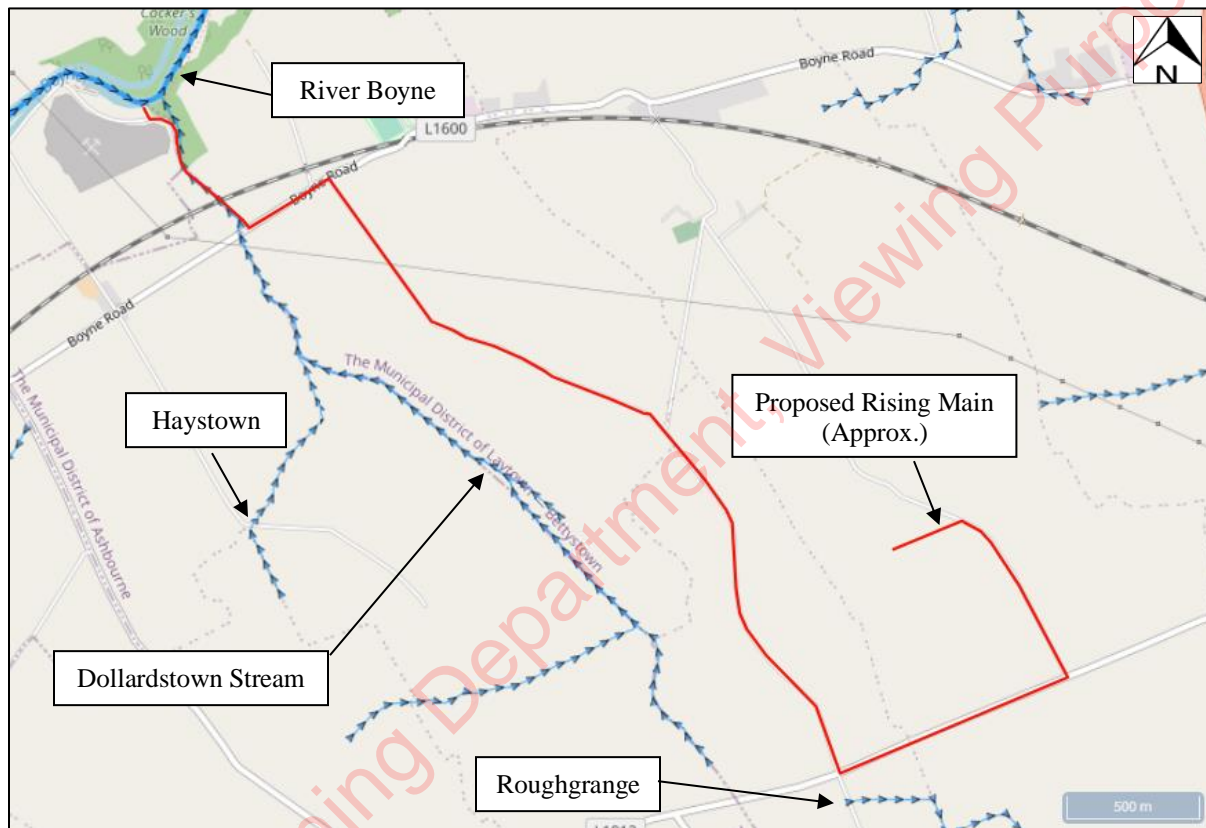 Cocker's
Wood
N
River Boyne
Boyne Road
L1600
Boyne Road
Boyne Road
The Municipal District of Laytown — Bettystown
The Municipal District of Ashbourne
Haystown
Proposed Rising Main
(Approx.)
Dollardstown Stream
Roughgrange
500 m
Planning Department, Viewing Purpo